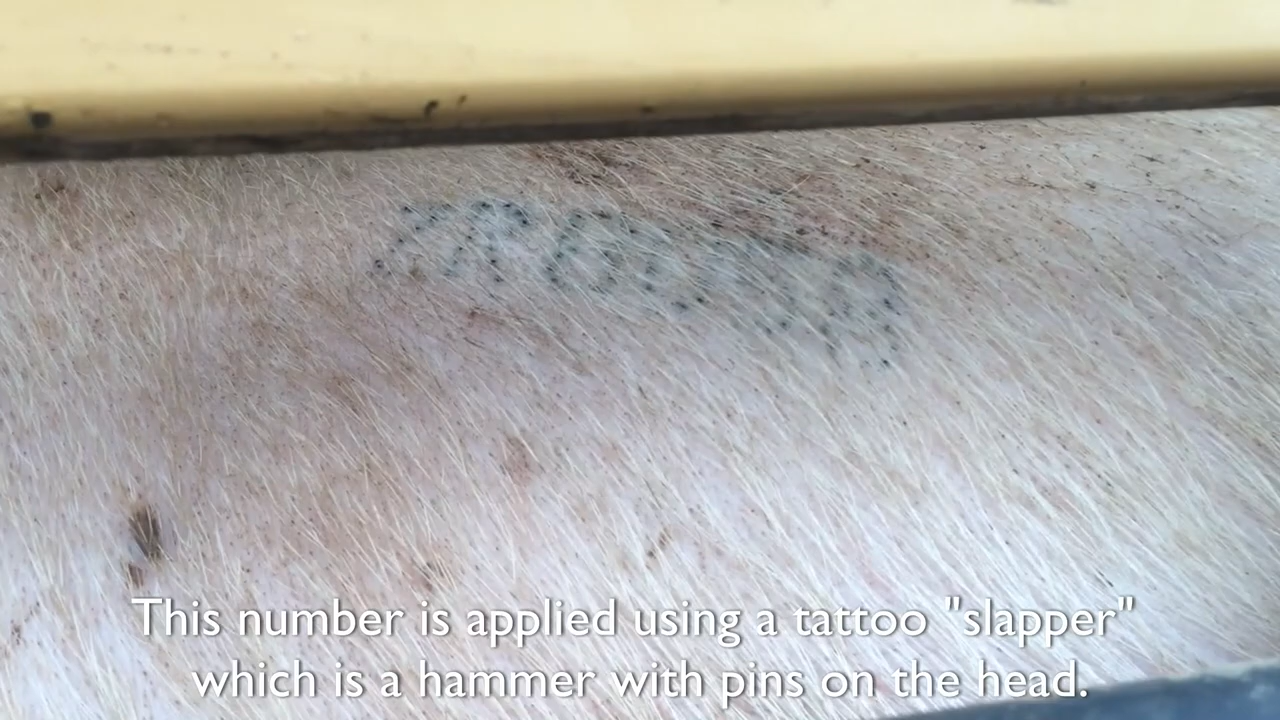 This number is applied using a tattoo "slapper"
which is a hammer with pins on the head.